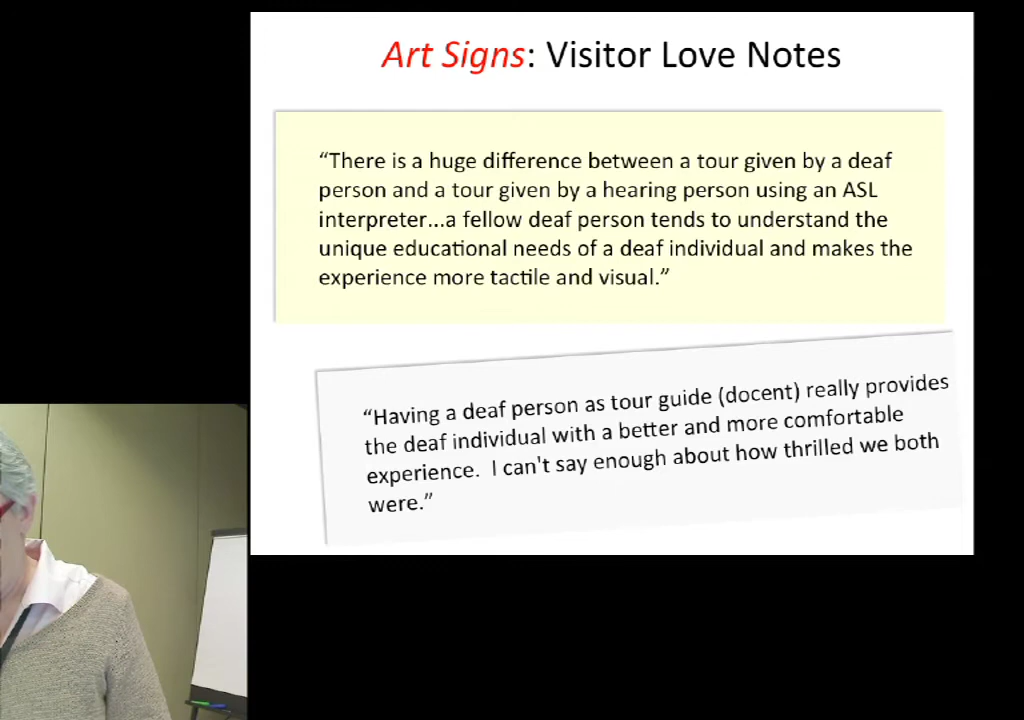 Art Signs: Visitor Love Notes
“There is a huge difference between a tour given by a deaf
person and a tour given by a hearing person using an ASL
interpreter...a fellow deaf person tends to understand the
unique educational needs of a deaf individual and makes the
experience more tactile and visual.”
“Having a deaf person as tour guide (docent) really provides
the deaf individual with a better and more comfortable
experience.  I can't say enough about how thrilled we both
were.”